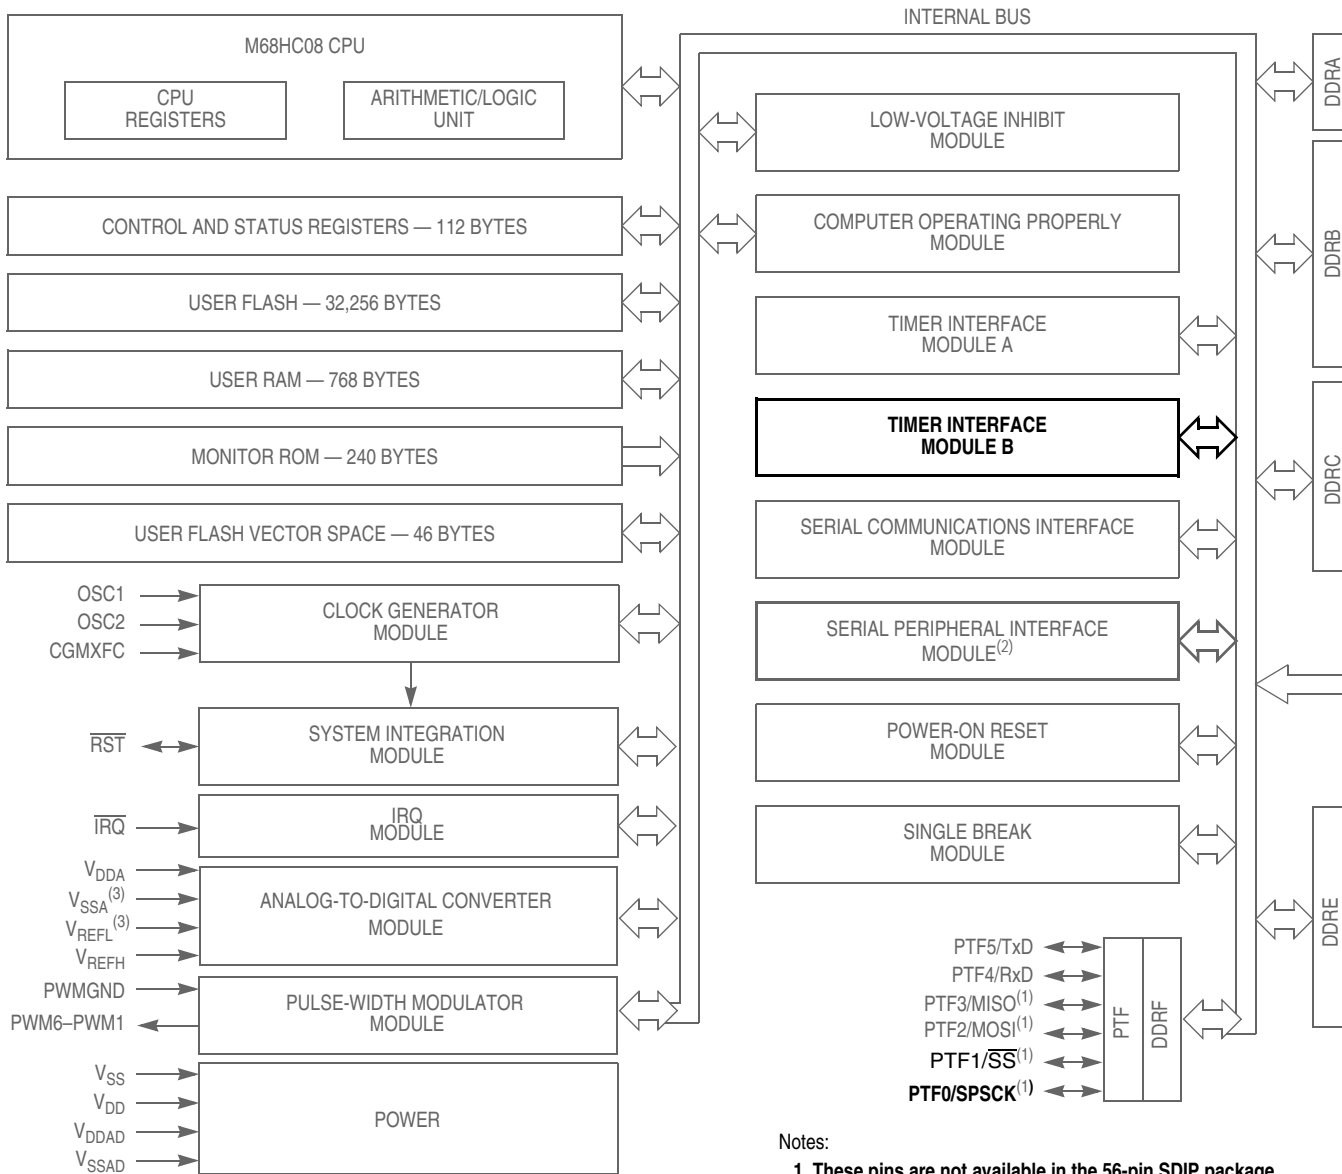 INTERNAL BUS
M68HC08 CPU
CPU
REGISTERS
ARITHMETIC/LOGIC
UNIT
CONTROL AND STATUS REGISTERS — 112 BYTES
USER FLASH — 32,256 BYTES
USER RAM — 768 BYTES
MONITOR ROM — 240 BYTES
USER FLASH VECTOR SPACE — 46 BYTES
OSC1
OSC2
CGMXFC
CLOCK GENERATOR
MODULE
RST
SYSTEM INTEGRATION
MODULE
IRQ
IRQ
MODULE
VDDA
VSSA(3)
VREFL(3)
VREFH
ANALOG-TO-DIGITAL CONVERTER
MODULE
PWMGND
PWM6–PWM1
PULSE-WIDTH MODULATOR
MODULE
VSS
VDD
VDDAD
VSSAD
POWER
LOW-VOLTAGE INHIBIT
MODULE
COMPUTER OPERATING PROPERLY
MODULE
TIMER INTERFACE
MODULE A
TIMER INTERFACE
MODULE B
SERIAL COMMUNICATIONS INTERFACE
MODULE
SERIAL PERIPHERAL INTERFACE
MODULE(2)
POWER-ON RESET
MODULE
SINGLE BREAK
MODULE
PTF5/TxD
PTF4/RxD
PTF3/MISO(1)
PTF2/MOSI(1)
PTF1/SS(1)
PTF0/SPSCK(1)
PTF
DDRF
DDRA
DDRB
DDRC
DDRE
Notes:
1. These pins are not available in the 56-pin SDIP package